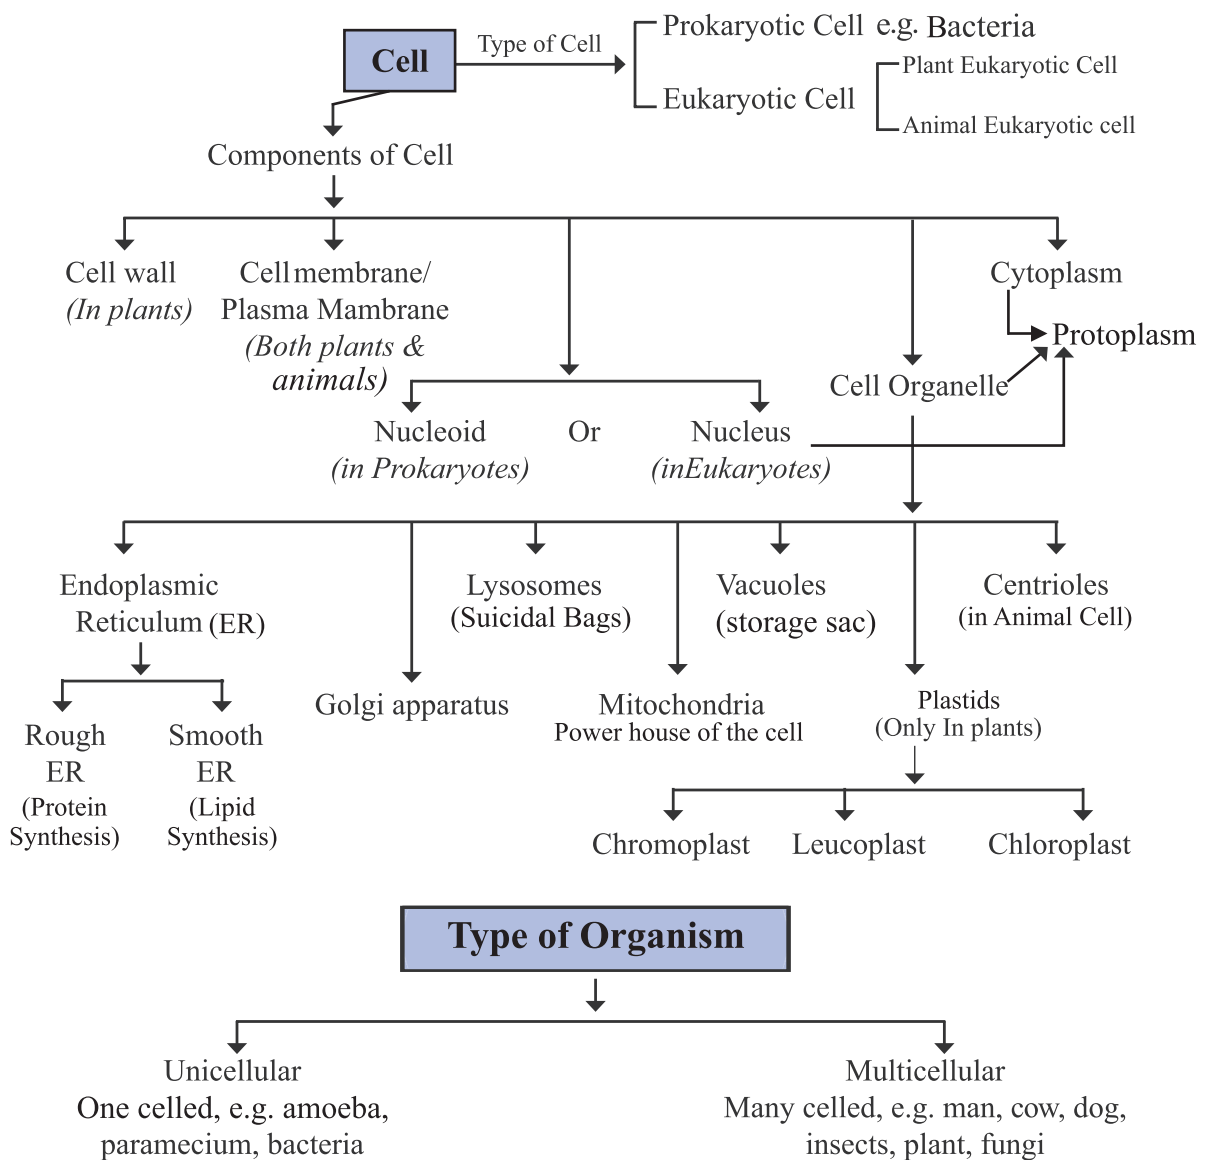 Cell
Type of Cell
Prokaryotic Cell e.g. Bacteria
Eukaryotic Cell
Plant Eukaryotic Cell
Animal Eukaryotic cell
Components of Cell
Cell wall
(In plants)
Cell membrane/
Plasma Mambrane
(Both plants &
animals)
Nucleoid
(in Prokaryotes)
Or
Nucleus
(inEukaryotes)
Cell Organelle
Cytoplasm
Protoplasm
Endoplasmic
Reticulum (ER)
Rough
ER
(Protein
Synthesis)
Smooth
ER
(Lipid
Synthesis)
Golgi apparatus
Lysosomes
(Suicidal Bags)
Mitochondria
Power house of the cell
Vacuoles
(storage sac)
Plastids
(Only In plants)
Chromoplast
Leucoplast
Chloroplast
Centrioles
(in Animal Cell)
Type of Organism
Unicellular
One celled, e.g. amoeba,
paramecium, bacteria
Multicellular
Many celled, e.g. man, cow, dog,
insects, plant, fungi